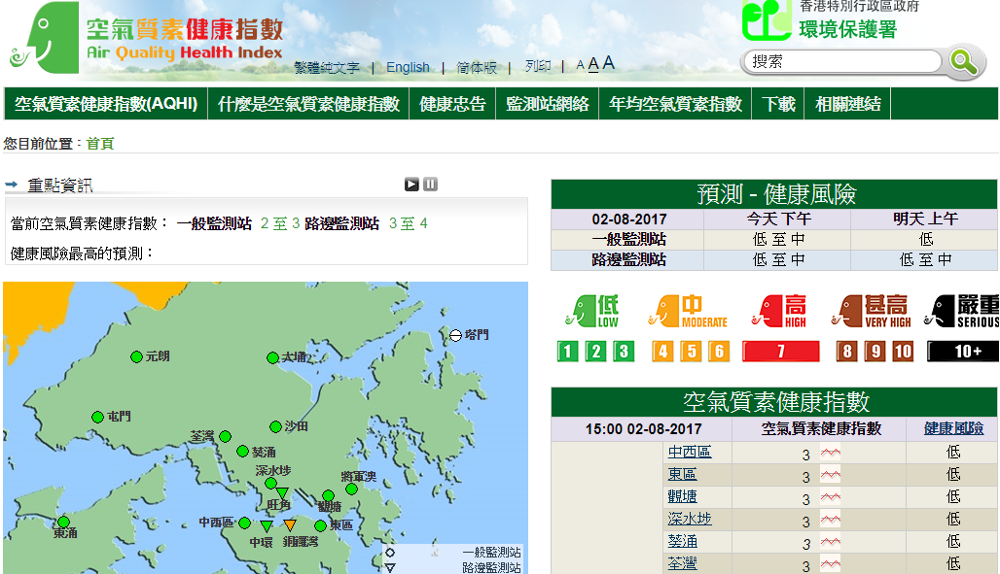 空氣質素健康指數
Air Quality Health Index
香港特別行政區政府
環境保護署
繁體純文字 | English | 简体版 | 列印 | A A A
搜索
空氣質素健康指數(AQHI) 什麼是空氣質素健康指數 健康忠告 監測站網絡 年均空氣質素指數 下載 相關連結
您目前位置：首頁
重點資訊
當前空氣質素健康指數： 一般監測站 2 至 3 路邊監測站 3 至 4
健康風險最高的預測：
塔門
元朗
大埔
屯門
沙田
荃灣
葵涌
深水埗
將軍澳
旺角
觀塘
中西區
東區
東涌
中環
銅鑼灣
一般監測站
路邊監測站
預測 - 健康風險
02-08-2017 今天 下午 明天 上午
一般監測站 低 至 中 低
路邊監測站 低 至 中 低 至 中
低 LOW
中 MODERATE
高 HIGH
甚高 VERY HIGH
嚴重 SERIOUS
1 2 3 4 5 6 7 8 9 10 10+
空氣質素健康指數
15:00 02-08-2017 空氣質素健康指數 健康風險
中西區 3 低
東區 3 低
觀塘 3 低
深水埗 3 低
葵涌 3 低
荃灣 3 低